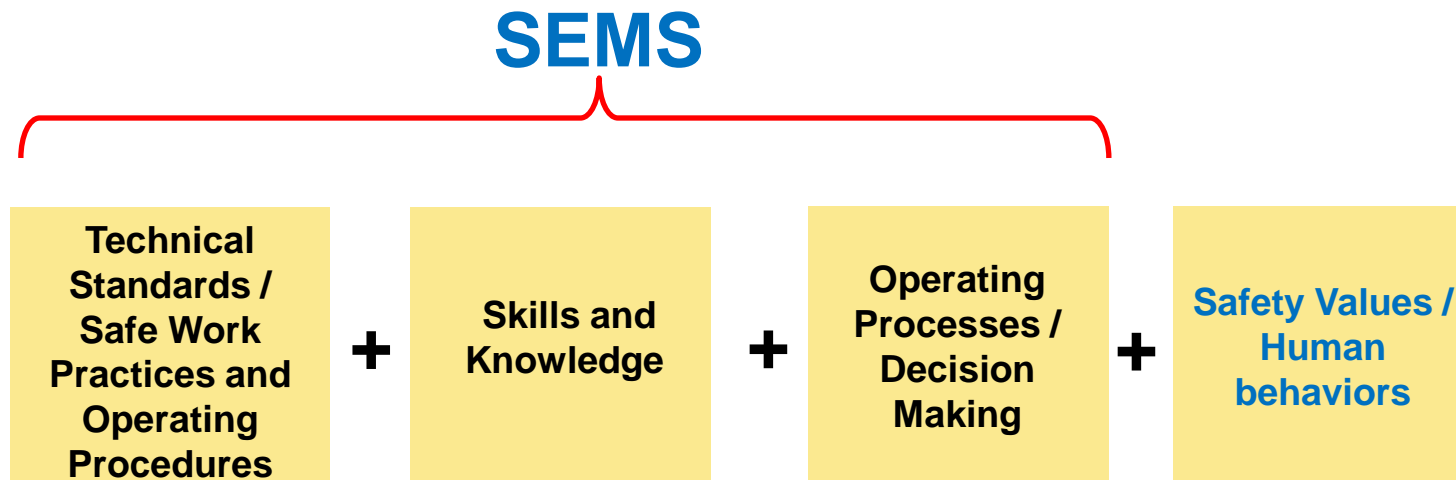 SEMS
Technical
Standards /
Safe Work
Practices and
Operating
Procedures
+
Skills and
Knowledge
+
Operating
Processes /
Decision
Making
+
Safety Values /
Human
behaviors